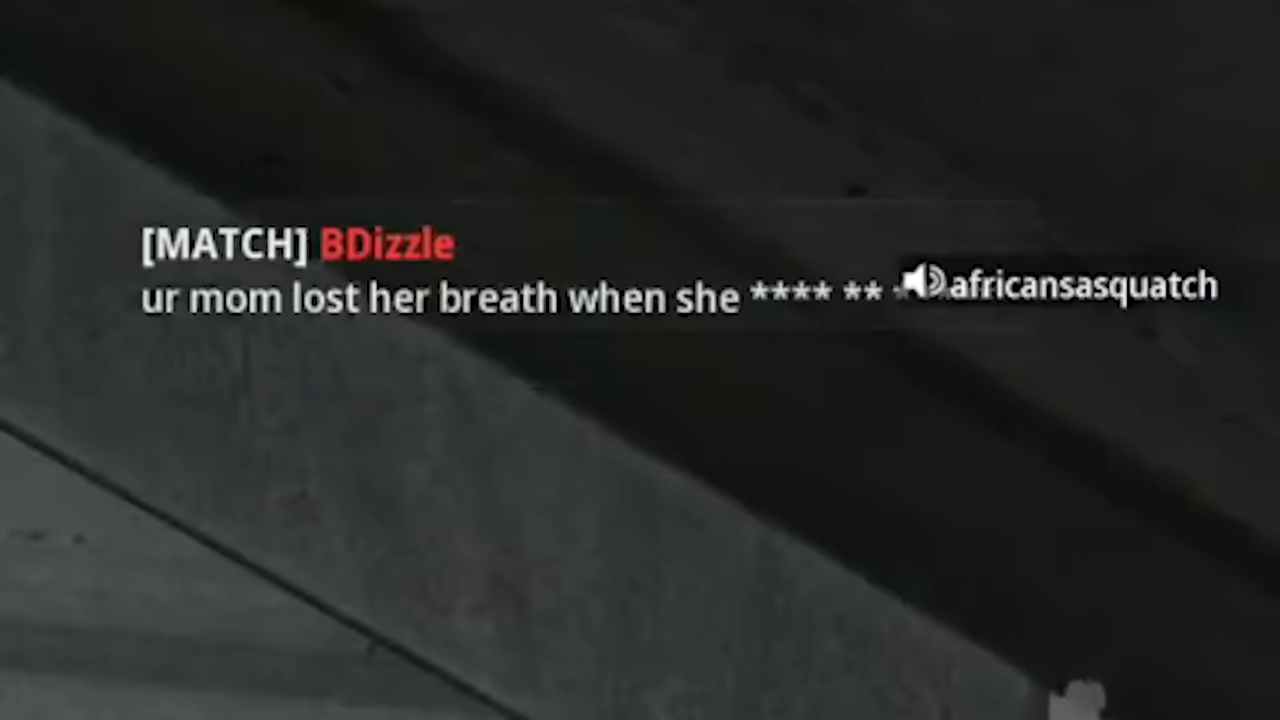 [MATCH] BDizzle
ur mom lost her breath when she **** **
africansasquatch